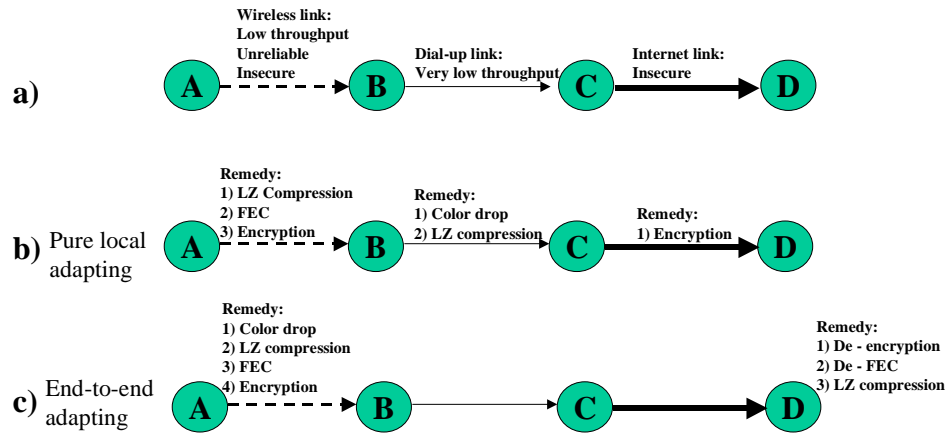 Wireless link:
Low throughput
Unreliable
Insecure
Dial-up link:
Very low throughput
Internet link:
Insecure
a)
A
B
C
D
Remedy:
1) LZ Compression
2) FEC
3) Encryption
Remedy:
1) Color drop
2) LZ compression
Remedy:
1) Encryption
b) Pure local
adapting
A
B
C
D
Remedy:
1) Color drop
2) LZ compression
3) FEC
4) Encryption
Remedy:
1) De - encryption
2) De - FEC
3) LZ compression
c) End-to-end
adapting
A
B
C
D